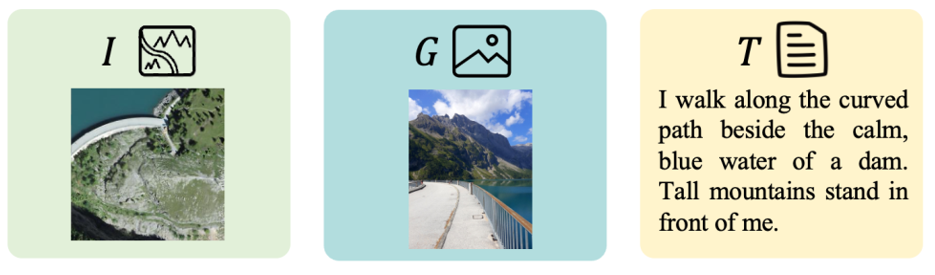 I
G
T
I walk along the curved
path beside the calm,
blue water of a dam.
Tall mountains stand in
front of me.